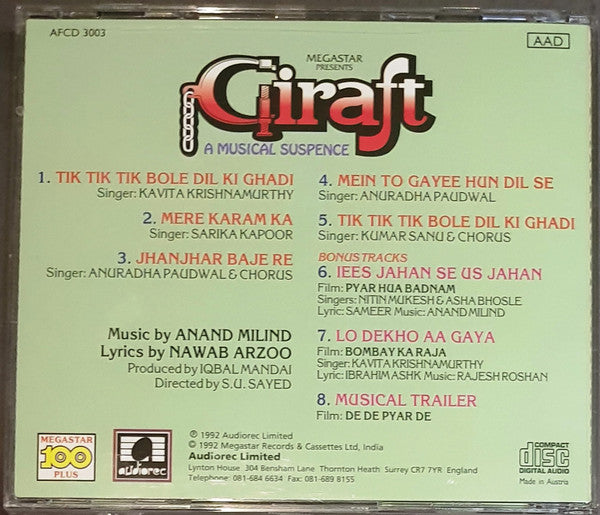 AFCD 3003
AAD
MEGASTAR
PRESENTS
Giraft
A MUSICAL SUSPENCE
1. TIK TIK TIK BOLE DIL KI GHADI
Singer: KAVITA KRISHNAMURTHY
2. MERE KARAM KA
Singer: SARIKA KAPOOR
3. JHANJHAR BAJE RE
Singer: ANURADHA PAUDWAL & CHORUS
Music by ANAND MILIND
Lyrics by NAWAB ARZOO
Produced by IQBAL MANDAI
Directed by S.U. SAYED
4. MEIN TO GAYEE HUN DIL SE
Singer: ANURADHA PAUDWAL
5. TIK TIK TIK BOLE DIL KI GHADI
Singer: KUMAR SANU & CHORUS
BONUS TRACKS
6. IEES JAHAN SE US JAHAN
Film: PYAR HUA BADNAM
Singers: NITIN MUKESH & ASHA BHOSLE
Lyric: SAMEER Music: ANAND MILIND
7. LO DEKHO AA GAYA
Film: BOMBAY KA RAJA
Singer: KAVITA KRISHNAMURTHY
Lyric: IBRAHIM ASHK Music: RAJESH ROSHAN
8. MUSICAL TRAILER
Film: DE DE PYAR DE
MEGASTAR
100
PLUS
audiorec
℗ 1992 Audiorec Limited
© 1992 Megastar Records & Cassettes Ltd, India
Audiorec Limited
Lynton House 304 Bensham Lane Thornton Heath Surrey CR7 7YR England
Telephone: 081-684 6634 Fax: 081-689 8155
COMPACT
disc
DIGITAL AUDIO
Made in Austria